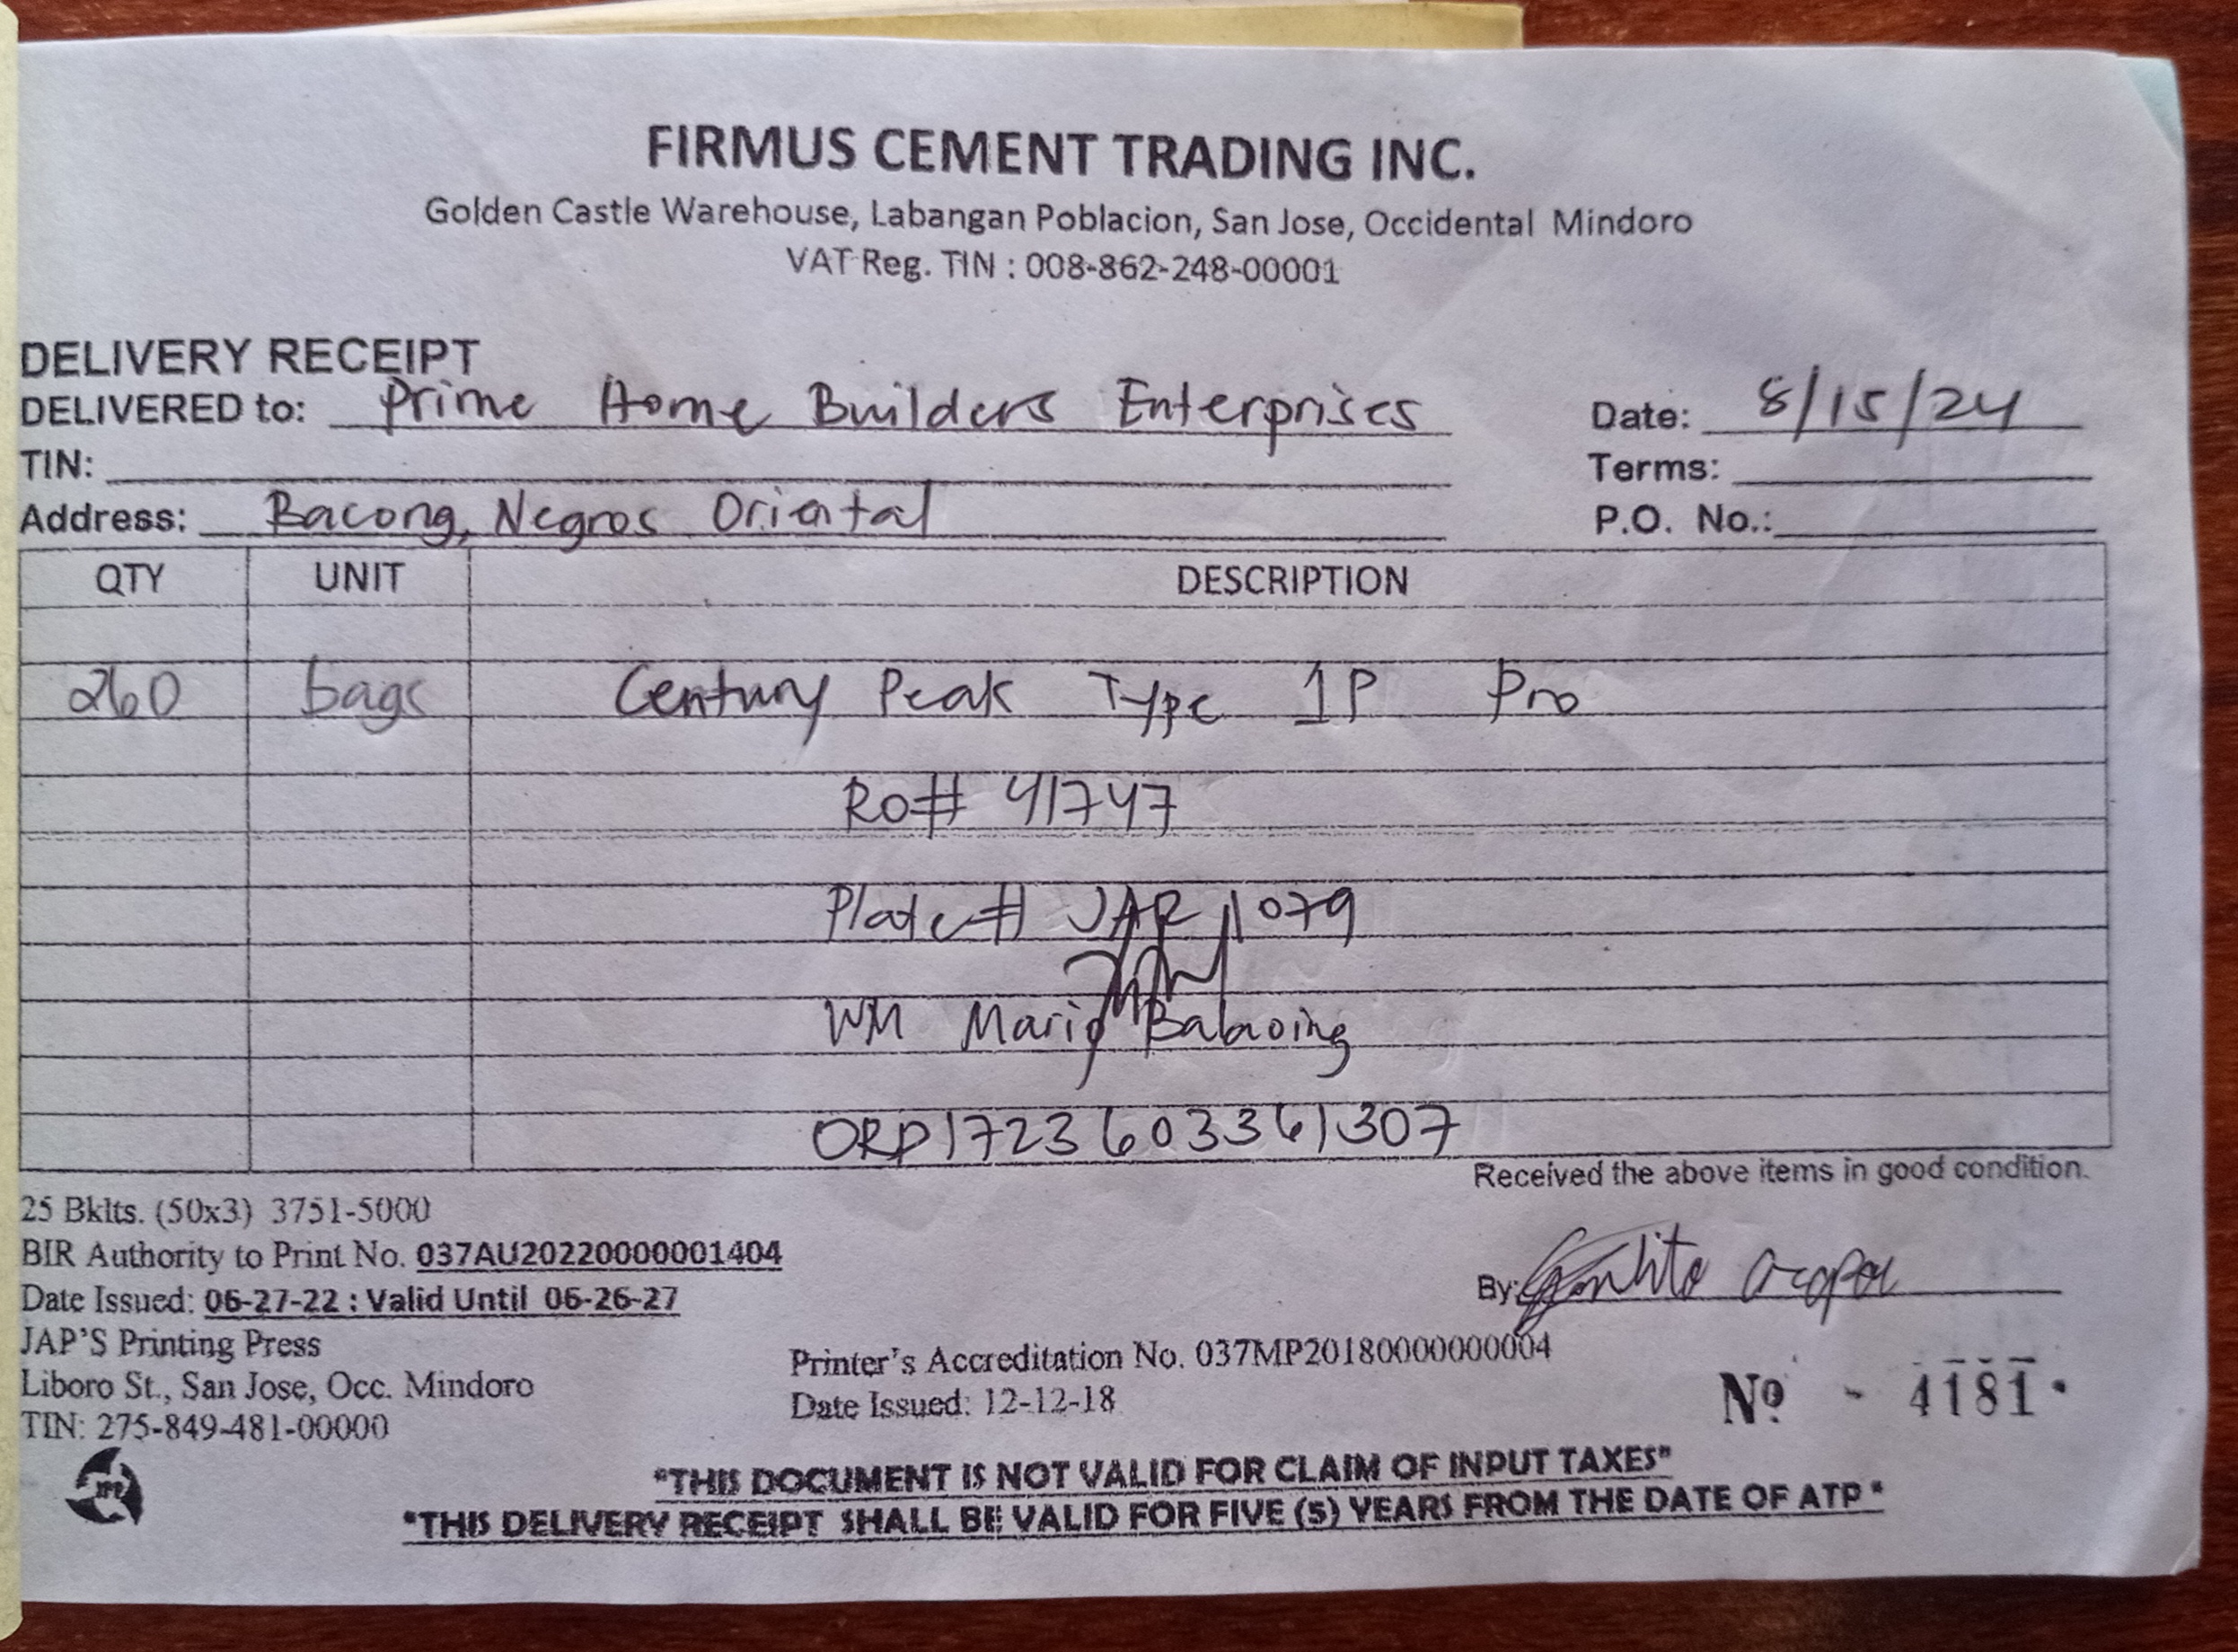 FIRMUS CEMENT TRADING INC.
Golden Castle Warehouse, Labangan Poblacion, San Jose, Occidental Mindoro
VAT Reg. TIN : 008-862-248-00001
DELIVERY RECEIPT
DELIVERED to: Prime Home Builders Enterprises Date: 8/15/24
TIN: Terms:
Address: Bacong, Negros Oriental P.O. No.:
QTY UNIT DESCRIPTION
260 bags Century Peak Type 1P Pro
RO# 41747
Plate# JAR 1079
WM Mario Balaoing
ORP1723603361307
Received the above items in good condition.
25 Bklts. (50x3) 3751-5000
BIR Authority to Print No. 037AU20220000001404
Date Issued: 06-27-22 : Valid Until 06-26-27
By:
JAP'S Printing Press
Liboro St., San Jose, Occ. Mindoro
TIN: 275-849-481-00000
Printer's Accreditation No. 037MP20180000000004
Date Issued: 12-12-18
Nº - 4181
"THIS DOCUMENT IS NOT VALID FOR CLAIM OF INPUT TAXES"
"THIS DELIVERY RECEIPT SHALL BE VALID FOR FIVE (5) YEARS FROM THE DATE OF ATP"